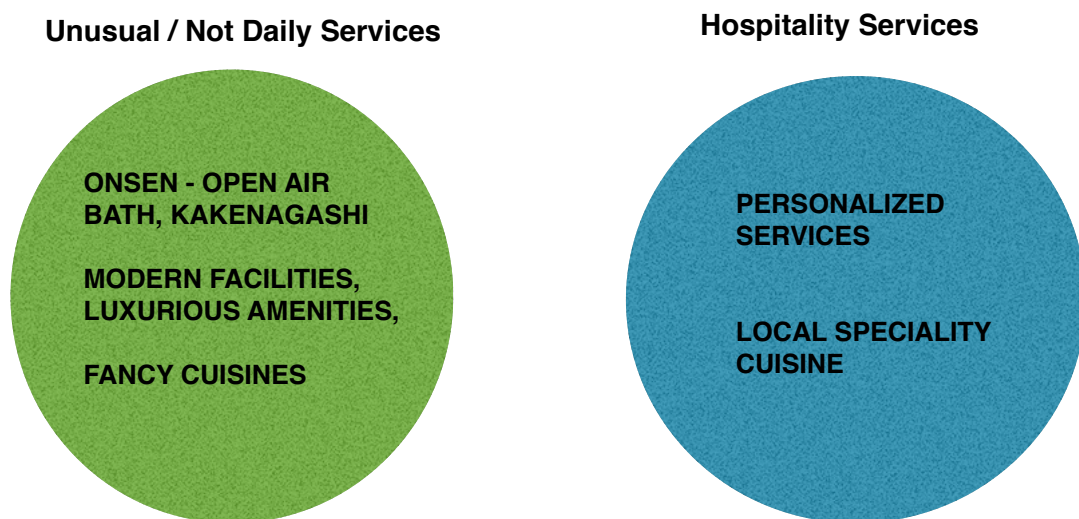 Unusual / Not Daily Services
ONSEN - OPEN AIR
BATH, KAKENAGASHI
MODERN FACILITIES,
LUXURIOUS AMENITIES,
FANCY CUISINES
Hospitality Services
PERSONALIZED
SERVICES
LOCAL SPECIALITY
CUISINE